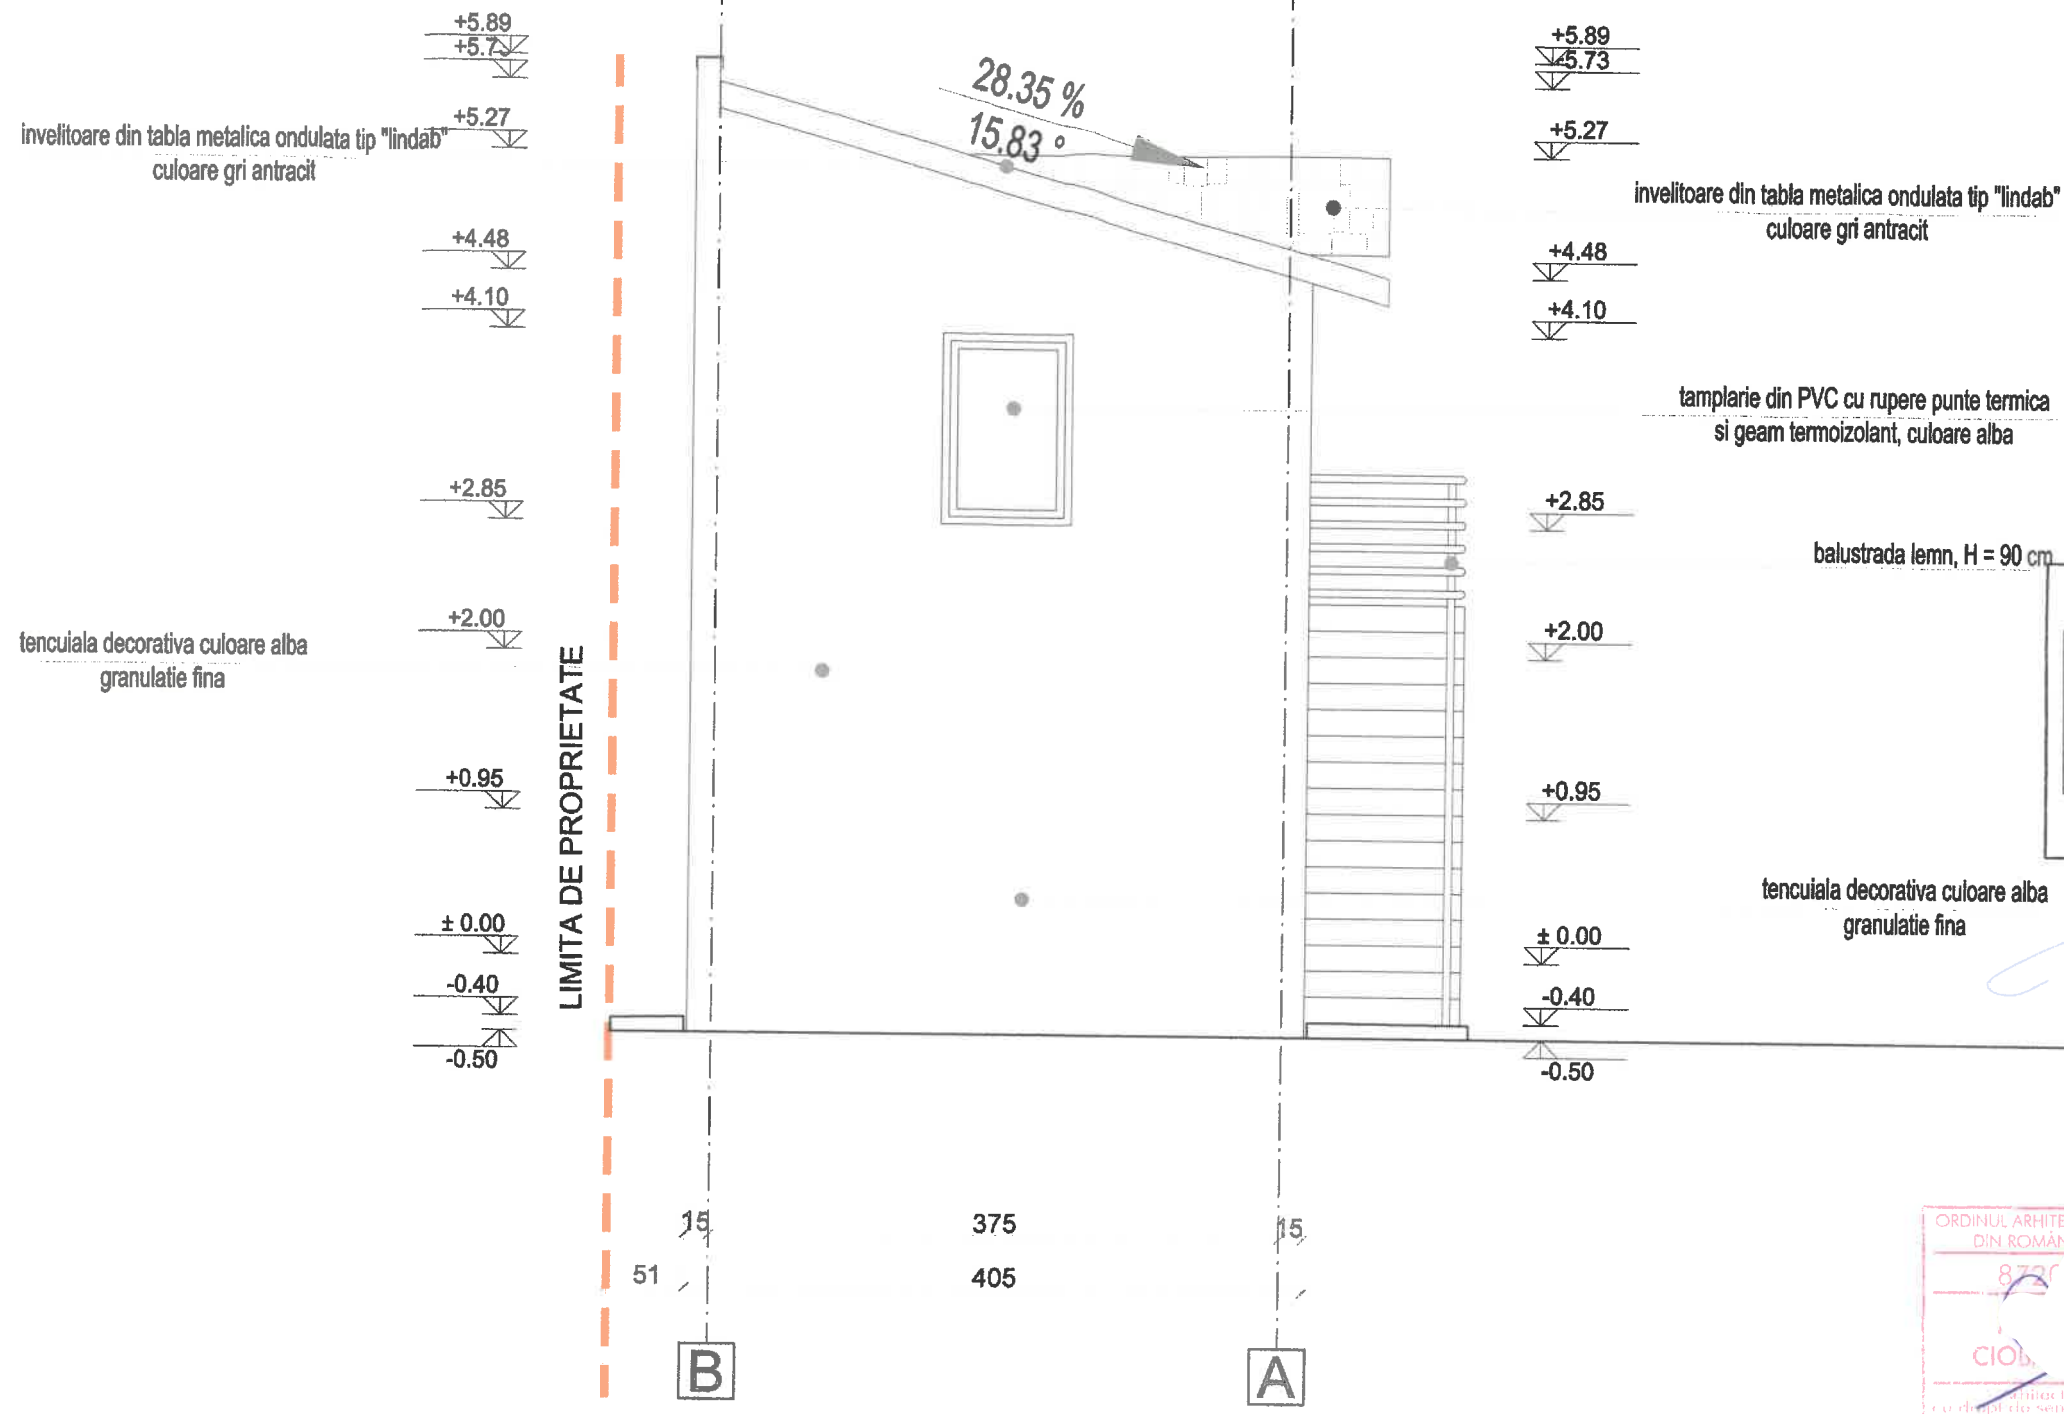 +5.89
+5.73
invelitoare din tabla metalica ondulata tip "lindab"
culoare gri antracit
+5.27
+4.48
+4.10
+2.85
+2.00
tencuiala decorativa culoare alba
granulatie fina
+0.95
± 0.00
-0.40
-0.50
LIMITA DE PROPRIETATE
28.35 %
15.83 °
+5.89
+5.73
+5.27
invelitoare din tabla metalica ondulata tip "lindab"
culoare gri antracit
+4.48
+4.10
tamplarie din PVC cu rupere punte termica
si geam termoizolant, culoare alba
+2.85
balustrada lemn, H = 90 cm
+2.00
+0.95
tencuiala decorativa culoare alba
granulatie fina
± 0.00
-0.40
-0.50
15
375
15
51
405
B
A
ORDINUL ARHITE
DIN ROMÂN
872
CIOB